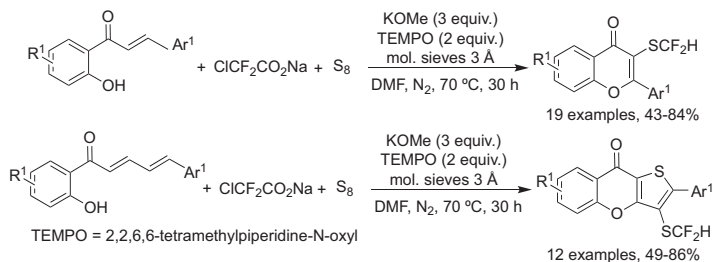 O
R¹
Ar¹
OH
+ ClCF₂CO₂Na + S₈
KOMe (3 equiv.)
TEMPO (2 equiv.)
mol. sieves 3 Å
DMF, N₂, 70 ºC, 30 h
O
SCF₂H
R¹
O
Ar¹
19 examples, 43-84%
O
R¹
Ar¹
OH
+ ClCF₂CO₂Na + S₈
KOMe (3 equiv.)
TEMPO (2 equiv.)
mol. sieves 3 Å
DMF, N₂, 70 ºC, 30 h
O
S
R¹
Ar¹
O
SCF₂H
TEMPO = 2,2,6,6-tetramethylpiperidine-N-oxyl
12 examples, 49-86%